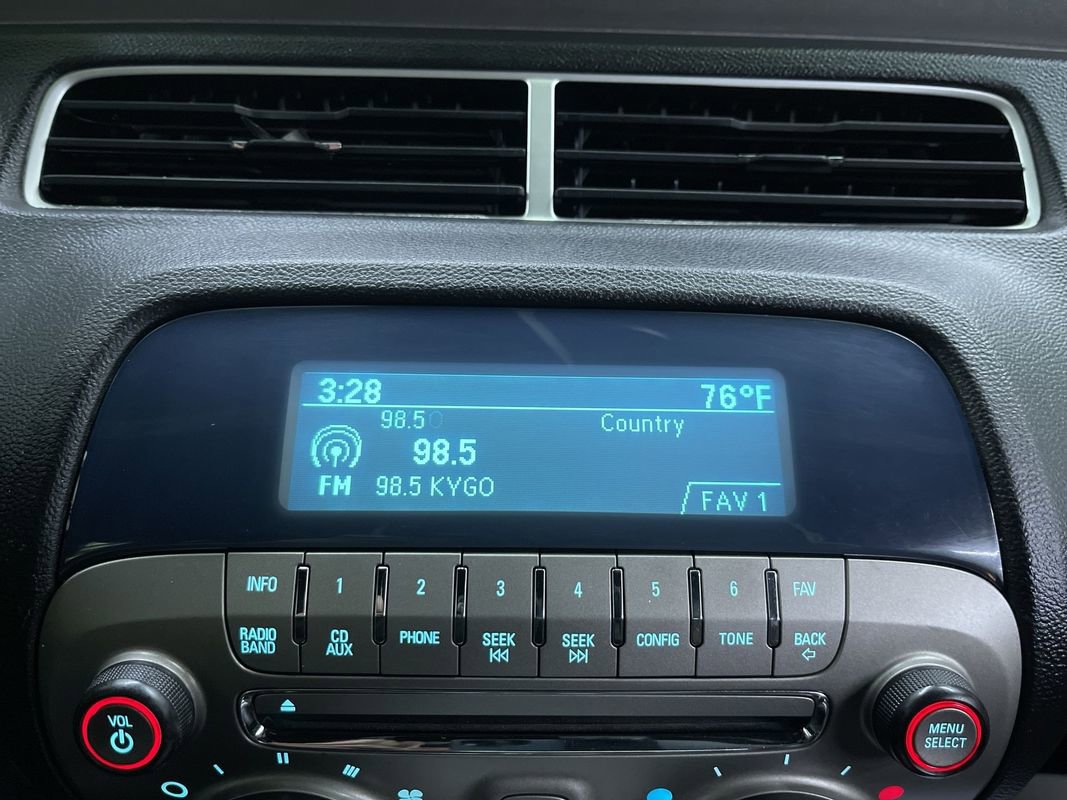 3:28 76°F
98.5 Country
98.5
FM 98.5 KYGO
FAV 1
INFO 1 2 3 4 5 6 FAV
RADIO BAND CD AUX PHONE SEEK SEEK CONFIG TONE BACK
VOL
MENU
SELECT